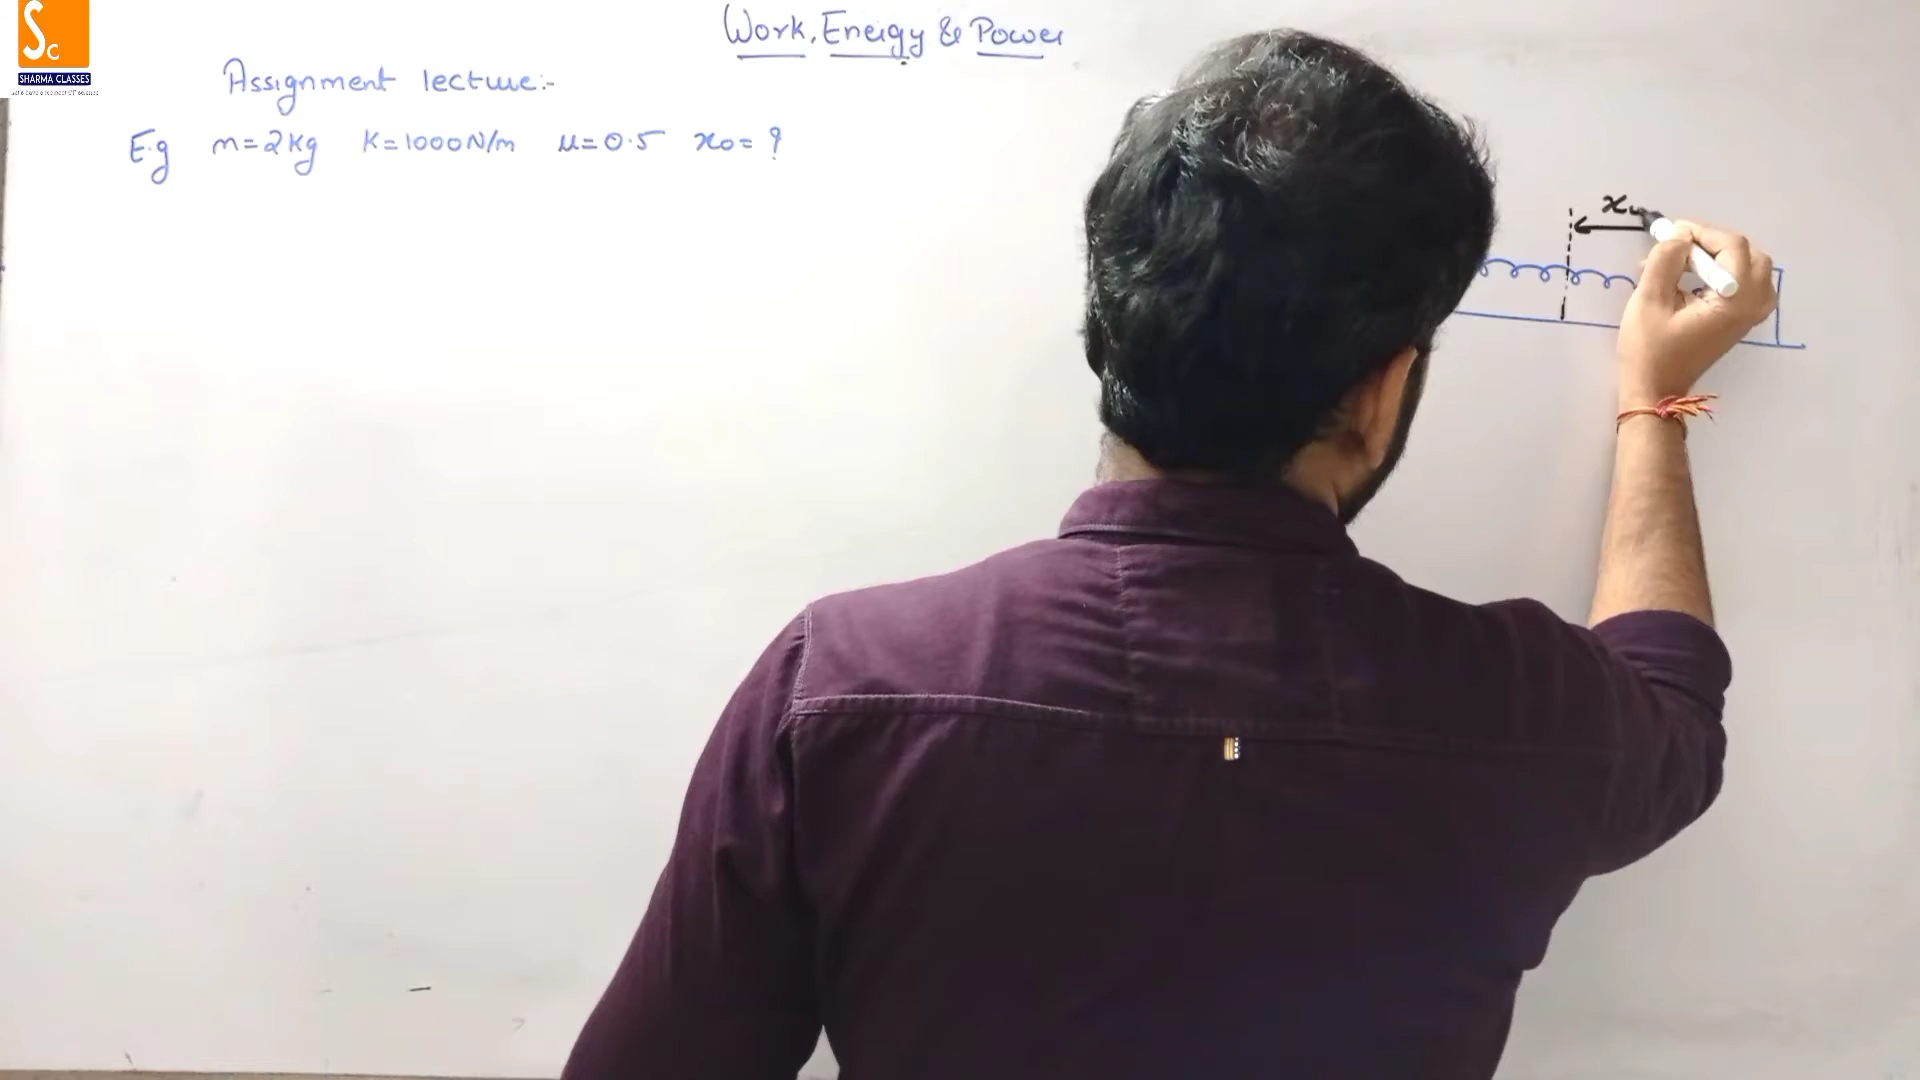 Sc
SHARMA CLASSES
Work, Energy & Power
Assignment lecture:-
E.g m=2kg K=1000N/m μ=0.5 x0=?
x